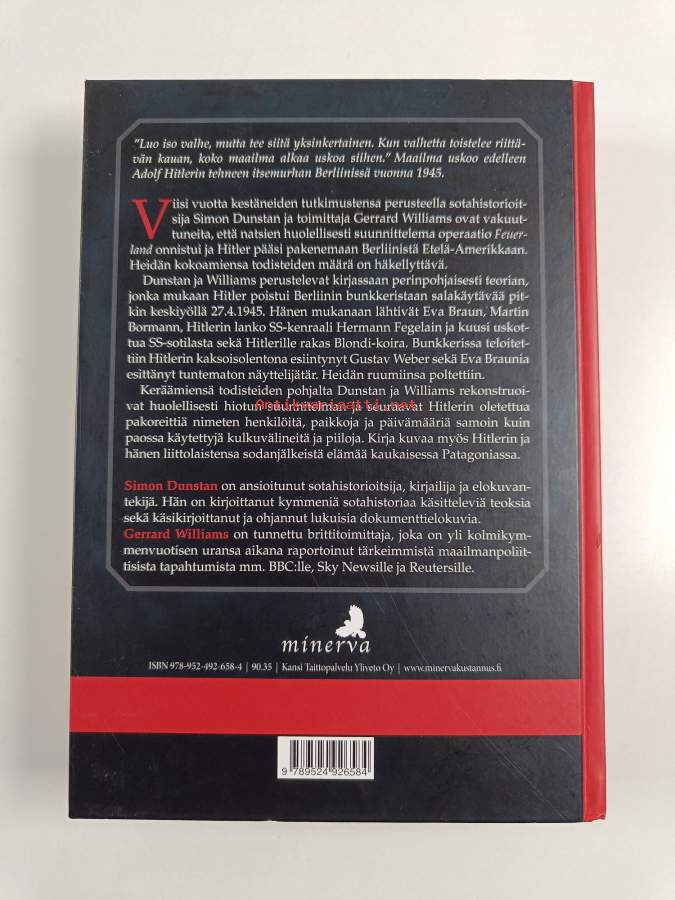 "Luo iso valhe, mutta tee siitä yksinkertainen. Kun valhetta toistelee riittä-
vän kauan, koko maailma alkaa uskoa siihen." Maailma uskoo edelleen
Adolf Hitlerin tehneen itsemurhan Berliinissä vuonna 1945.
Viisi vuotta kestäneiden tutkimustensa perusteella sotahistorioit-
sija Simon Dunstan ja toimittaja Gerrard Williams ovat vakuut-
tuneita, että natsien huolellisesti suunnittelema operaatio Feuer-
land onnistui ja Hitler pääsi pakenemaan Berliinistä Etelä-Amerikkaan.
Heidän kokoamiensa todisteiden määrä on häkellyttävä.
Dunstan ja Williams perustelevat kirjassaan perinpohjaisesti teorian,
jonka mukaan Hitler poistui Berliinin bunkkeristaan salakäytävää pit-
kin keskiyöllä 27.4.1945. Hänen mukanaan lähtivät Eva Braun, Martin
Bormann, Hitlerin lanko SS-kenraali Hermann Fegelain ja kuusi uskot-
tua SS-sotilasta sekä Hitlerille rakas Blondi-koira. Bunkkerissa teloitet-
tiin Hitlerin kaksoisolentona esiintynyt Gustav Weber sekä Eva Braunia
esittänyt tuntematon näyttelijätär. Heidän ruumiinsa poltettiin.
Keräämiensä todisteiden pohjalta Dunstan ja Williams rekonstruoi-
vat huolellisesti hiotun suunnitelman ja seuraavat Hitlerin oletettua
Antikvariaatti.net
pakoreittiä nimeten henkilöitä, paikkoja ja päivämääriä samoin kuin
paossa käytettyjä kulkuvälineitä ja piiloja. Kirja kuvaa myös Hitlerin ja
hänen liittolaistensa sodanjälkeistä elämää kaukaisessa Patagoniassa.
Simon Dunstan on ansioitunut sotahistorioitsija, kirjailija ja elokuvan-
tekijä. Hän on kirjoittanut kymmeniä sotahistoriaa käsitteleviä teoksia
sekä käsikirjoittanut ja ohjannut lukuisia dokumenttielokuvia.
Gerrard Williams on tunnettu brittitoimittaja, joka on yli kolmikym-
menvuotisen uransa aikana raportoinut tärkeimmistä maailmanpoliit-
tisista tapahtumista mm. BBC:lle, Sky Newsille ja Reutersille.
minerva
ISBN 978-952-492-658-4 | 90.35 | Kansi Taittopalvelu Yliveto Oy | www.minervakustannus.fi
9 789524 926584